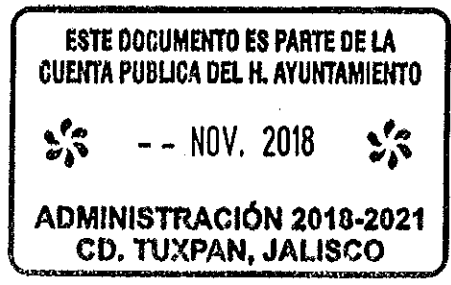 ESTE DOCUMENTO ES PARTE DE LA
CUENTA PUBLICA DEL H. AYUNTAMIENTO
-- NOV. 2018
ADMINISTRACIÓN 2018-2021
CD. TUXPAN, JALISCO